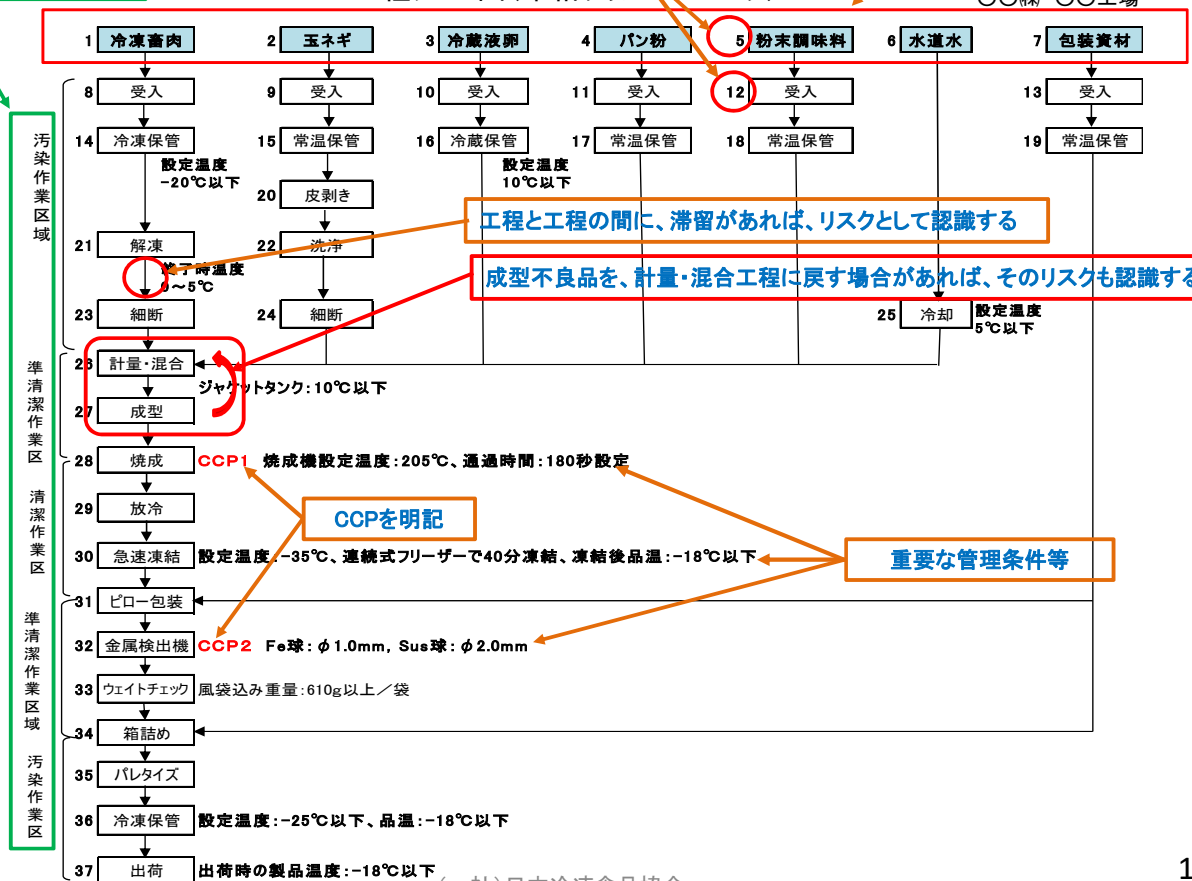 〇〇㈱ 〇〇工場
1 冷凍畜肉
2 玉ネギ
3 冷蔵液卵
4 パン粉
5 粉末調味料
6 水道水
7 包装資材
8 受入
9 受入
10 受入
11 受入
12 受入
13 受入
14 冷凍保管
15 常温保管
16 冷蔵保管
17 常温保管
18 常温保管
19 常温保管
設定温度
-20℃以下
設定温度
10℃以下
汚染作業区域
20 皮剥き
工程と工程の間に、滞留があれば、リスクとして認識する
21 解凍
22 洗浄
終了時温度
0~5℃
成型不良品を、計量・混合工程に戻す場合があれば、そのリスクも認識する
23 細断
24 細断
25 冷却
設定温度
5℃以下
26 計量・混合
ジャケットタンク:10℃以下
準清潔作業区
27 成型
28 焼成 CCP1 焼成機設定温度:205℃、通過時間:180秒設定
清潔作業区
29 放冷
CCPを明記
30 急速凍結 設定温度:-35℃、連続式フリーザーで40分凍結、凍結後品温:-18℃以下
重要な管理条件等
31 ピロー包装
準清潔作業区域
32 金属検出機 CCP2 Fe球:φ1.0mm, Sus球:φ2.0mm
33 ウェイトチェック 風袋込み重量:610g以上/袋
34 箱詰め
汚染作業区
35 パレタイズ
36 冷凍保管 設定温度:-25℃以下、品温:-18℃以下
37 出荷 出荷時の製品温度:-18℃以下
1